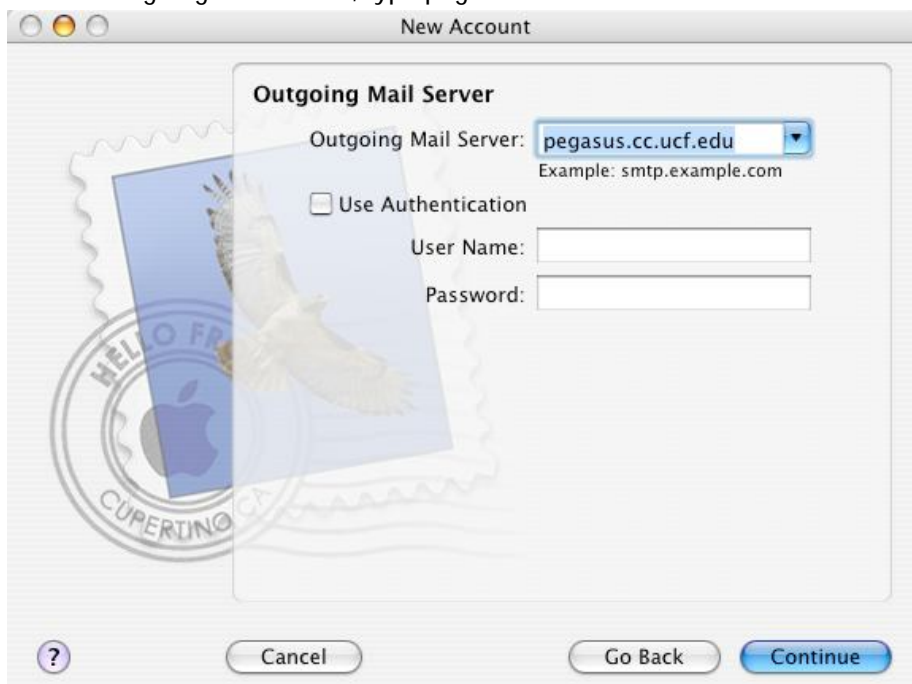 New Account
Outgoing Mail Server
Outgoing Mail Server: pegasus.cc.ucf.edu
Example: smtp.example.com
Use Authentication
User Name:
Password:
HELLO FR
CUPERTINO CA
? Cancel Go Back Continue